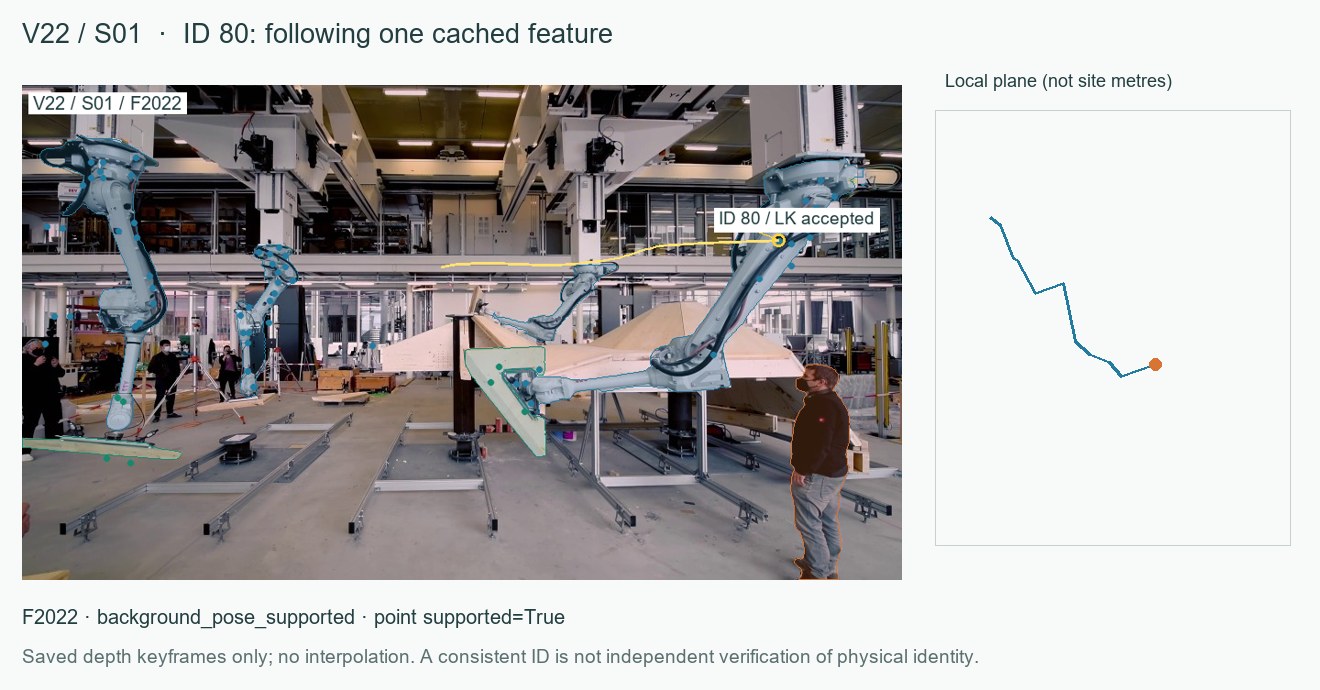 V22 / S01 · ID 80: following one cached feature
Local plane (not site metres)
V22 / S01 / F2022
ID 80 / LK accepted
F2022 · background_pose_supported · point supported=True
Saved depth keyframes only; no interpolation. A consistent ID is not independent verification of physical identity.